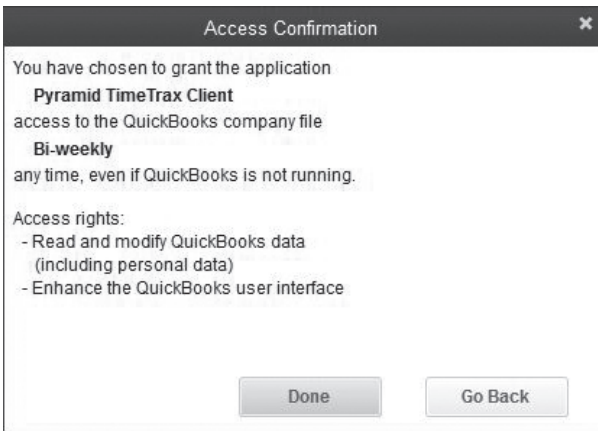 Access Confirmation
You have chosen to grant the application
Pyramid TimeTrax Client
access to the QuickBooks company file
Bi-weekly
any time, even if QuickBooks is not running.
Access rights:
- Read and modify QuickBooks data
(including personal data)
- Enhance the QuickBooks user interface
Done Go Back